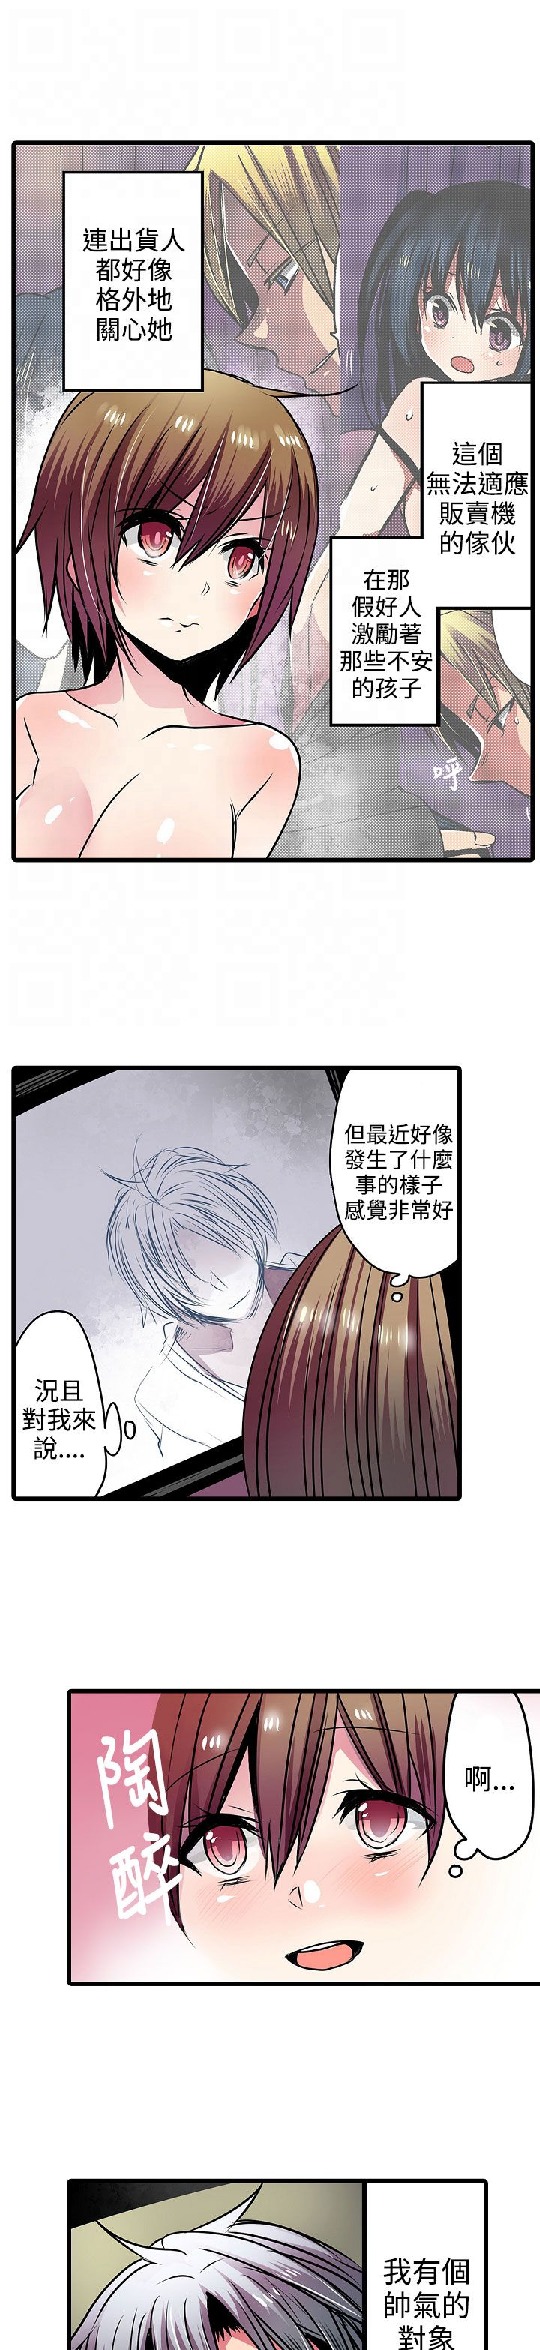 連出貨人
都好像
格外地
關心她
這個
無法適應
販賣機
的傢伙
在那
假好人
激勵著
那些不安
的孩子
呼
但最近好像
發生了什麼
事的樣子
感覺非常好
況且
對我來
說....
啊...
陶
醉
我有個
帥氣的
對象